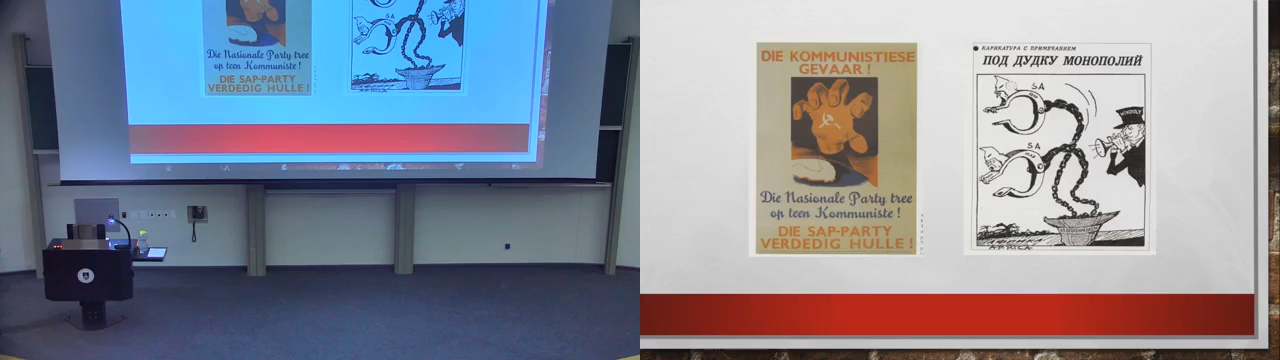 Die Nasionale Party tree
op teen Kommuniste !
DIE SAP-PARTY
VERDEDIG HULLE !
SA
DIE KOMMUNISTIESE
GEVAAR !
Die Nasionale Party tree
op teen Kommuniste !
DIE SAP-PARTY
VERDEDIG HULLE !
КАРИКАТУРА С ПРИМЕЧАНИЕМ
ПОД ДУДКУ МОНОПОЛИЙ
SA
SA
AFRICA